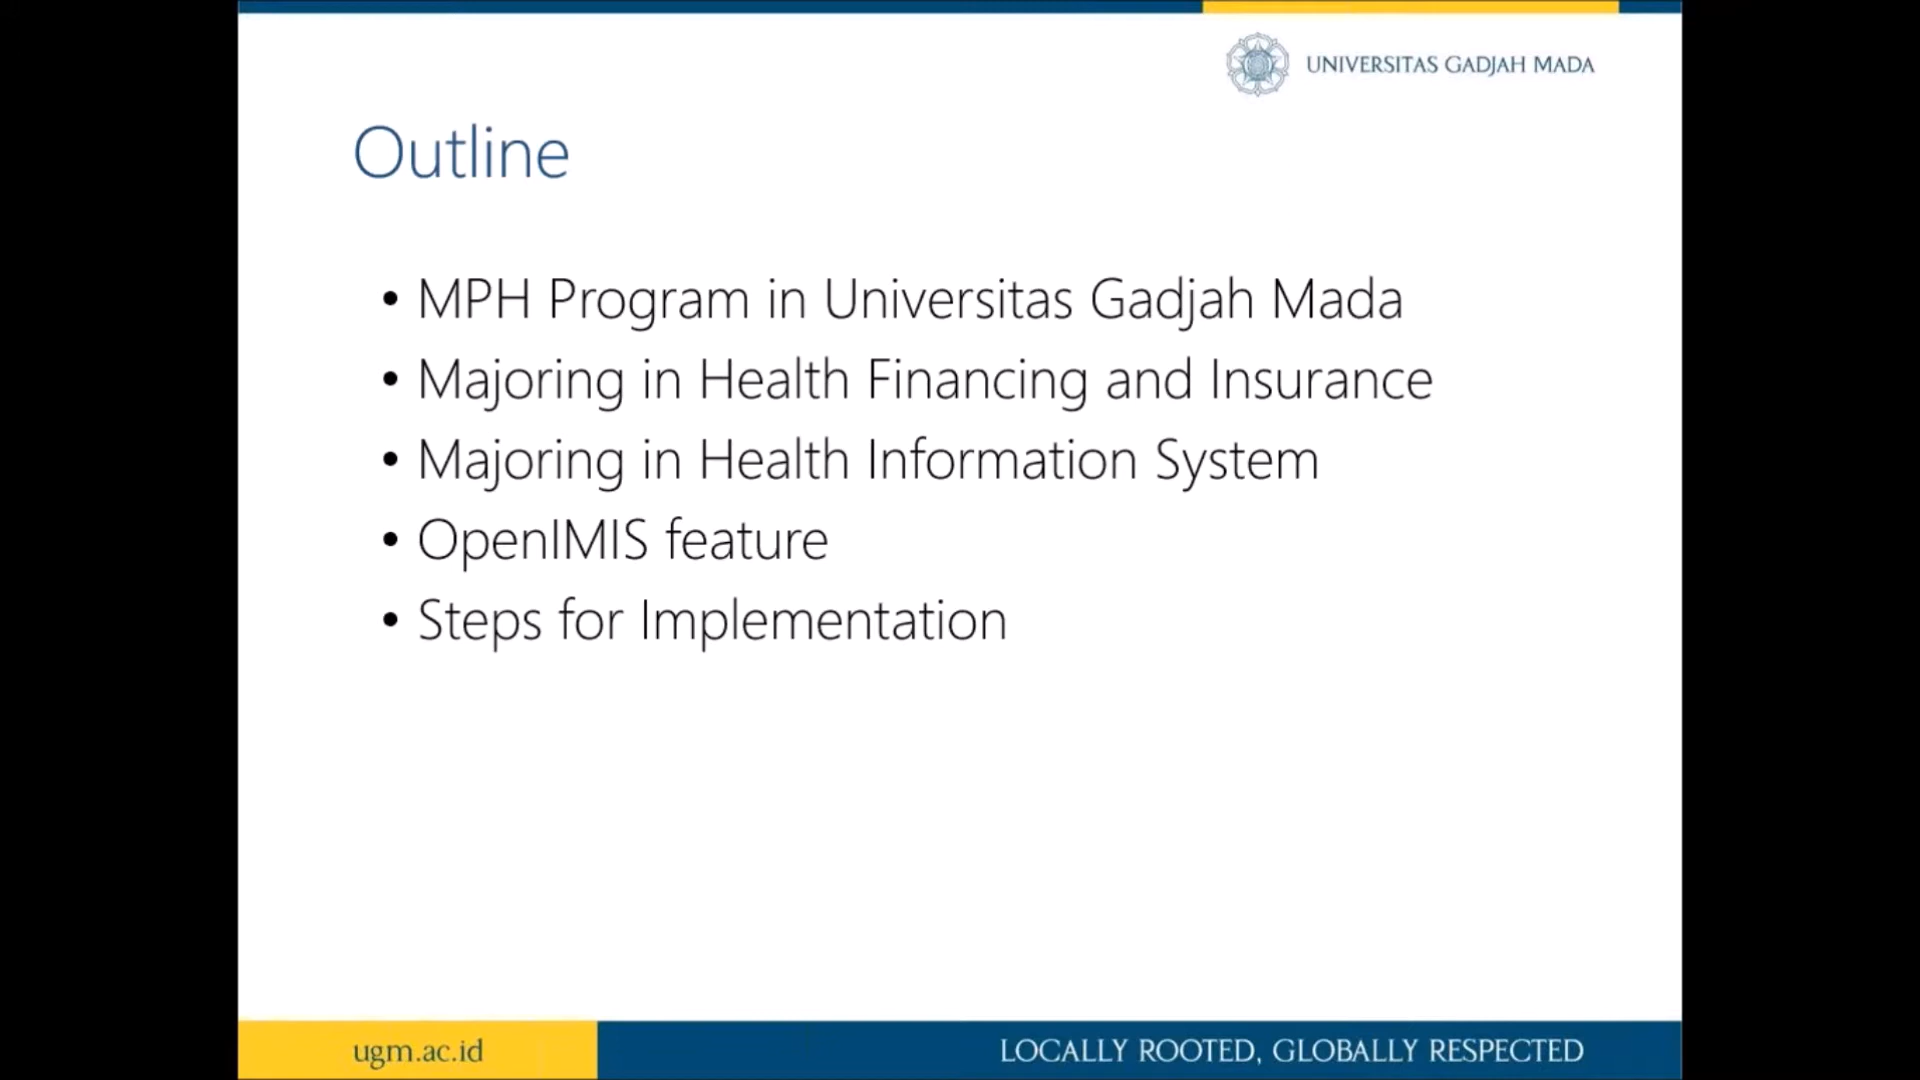 UNIVERSITAS GADJAH MADA
Outline
• MPH Program in Universitas Gadjah Mada
• Majoring in Health Financing and Insurance
• Majoring in Health Information System
• OpenIMIS feature
• Steps for Implementation
ugm.ac.id
LOCALLY ROOTED, GLOBALLY RESPECTED